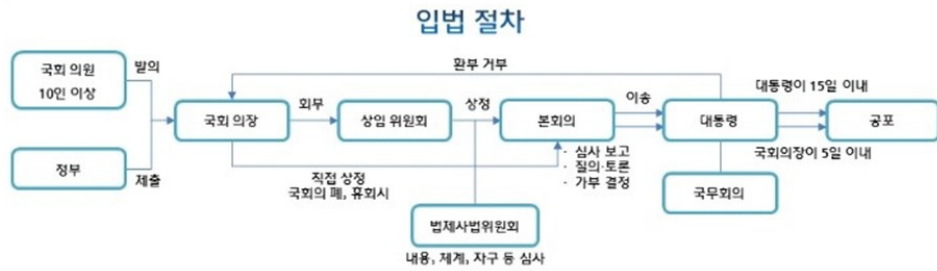 입법 절차
국회 의원
10인 이상
발의
정부
제출
국회 의장
회부
상임 위원회
상정
본회의
이송
대통령
환부 거부
대통령이 15일 이내
공포
국회의장이 5일 이내
국무회의
직접 상정
국회의 폐, 휴회시
· 심사 보고
· 질의·토론
· 가부 결정
법제사법위원회
내용, 체계, 자구 등 심사